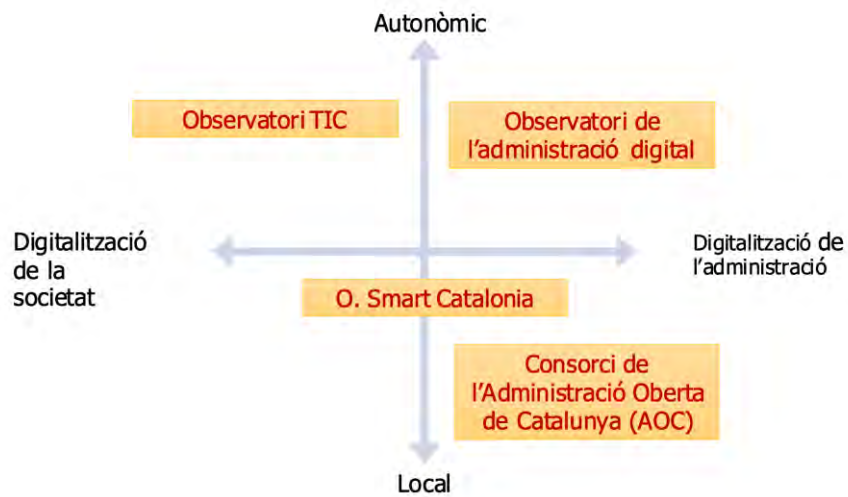 Autonòmic
Observatori TIC
Observatori de
l'administració digital
Digitalització
de la
societat
Digitalització de
l'administració
O. Smart Catalonia
Consorci de
l'Administració Oberta
de Catalunya (AOC)
Local